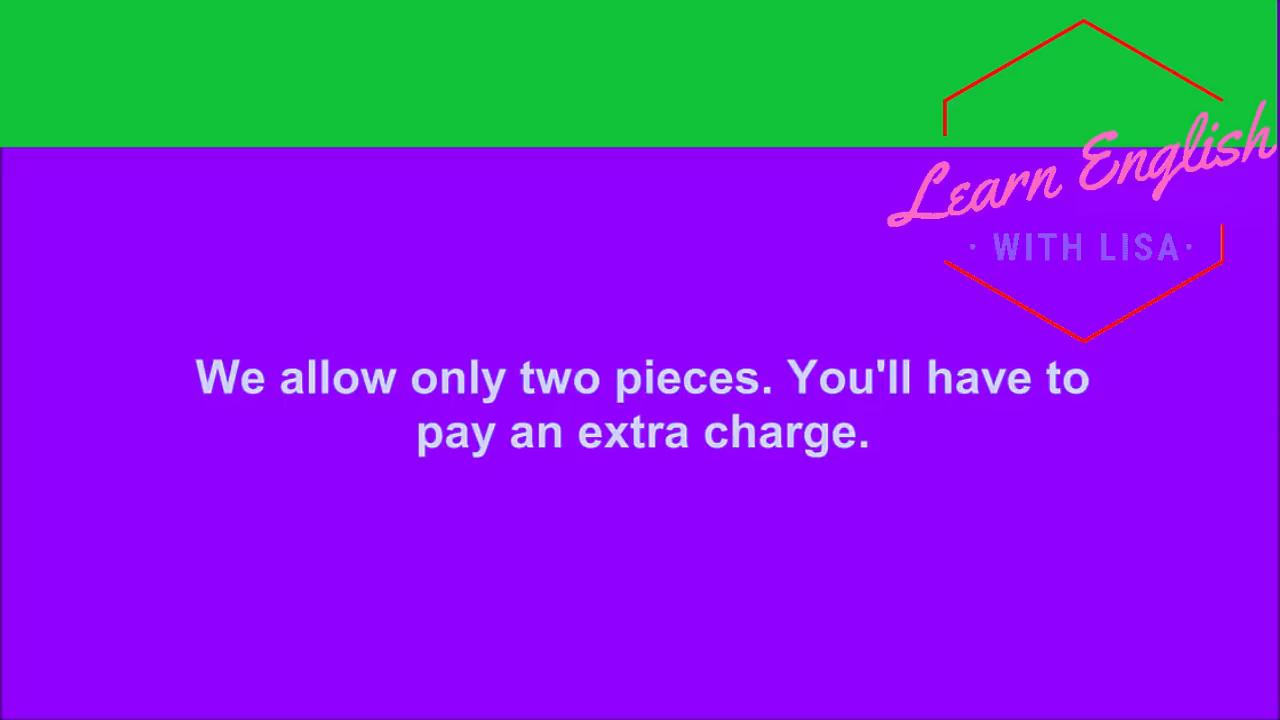 Learn English
· WITH LISA·
We allow only two pieces. You'll have to
pay an extra charge.